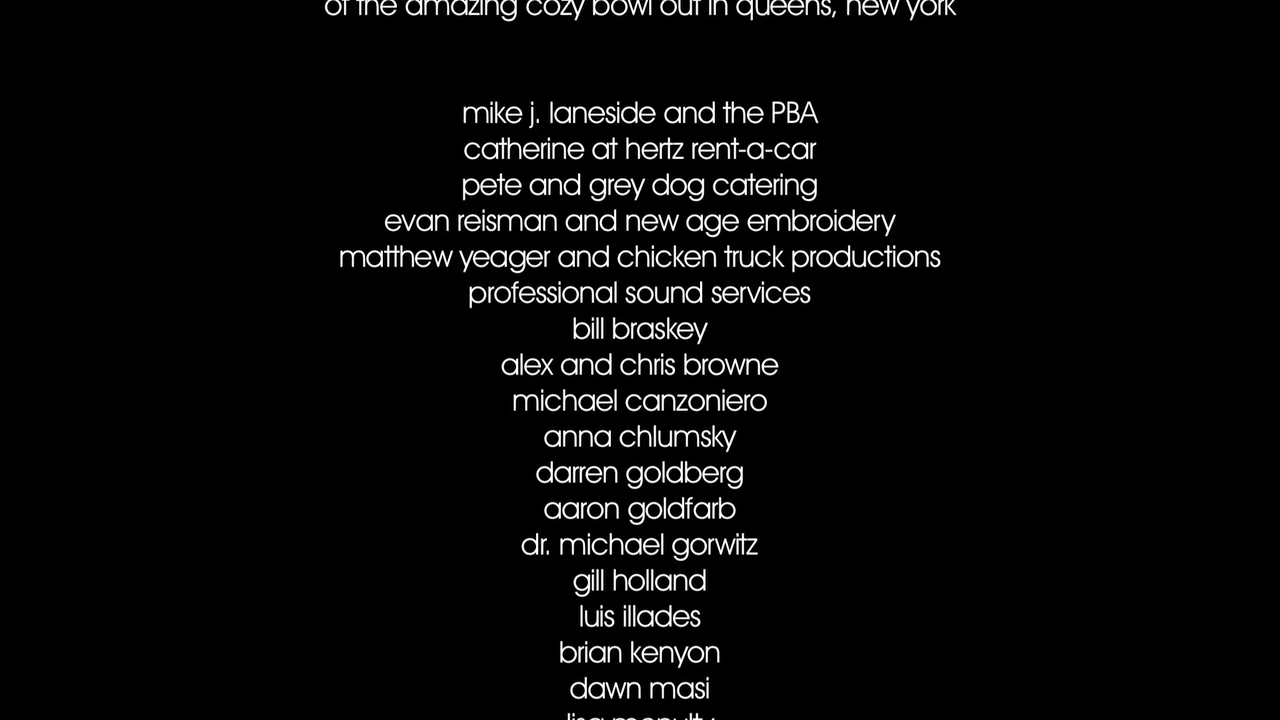 of the amazing cozy bowl out in queens, new york
mike j. laneside and the PBA
catherine at hertz rent-a-car
pete and grey dog catering
evan reisman and new age embroidery
matthew yeager and chicken truck productions
professional sound services
bill braskey
alex and chris browne
michael canzoniero
anna chlumsky
darren goldberg
aaron goldfarb
dr. michael gorwitz
gill holland
luis illades
brian kenyon
dawn masi
lisa